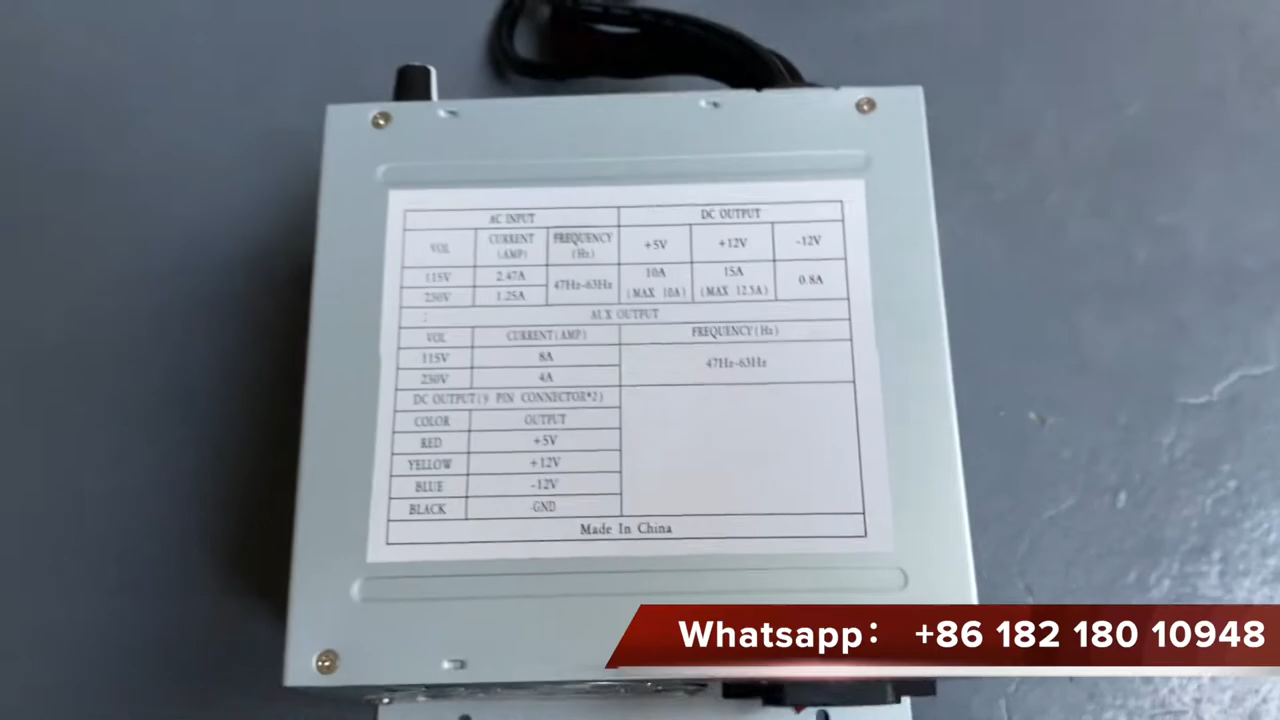 AC INPUT DC OUTPUT
VOL CURRENT (AMP) FREQUENCY (Hz) +5V +12V -12V
115V 2.47A 47Hz-63Hz 10A (MAX 10A) 15A (MAX 12.5A) 0.8A
230V 1.25A
AUX OUTPUT
VOL CURRENT(AMP) FREQUENCY(Hz)
115V 8A 47Hz-63Hz
230V 4A
DC OUTPUT(9 PIN CONNECTOR*2)
COLOR OUTPUT
RED +5V
YELLOW +12V
BLUE -12V
BLACK GND
Made In China
Whatsapp： +86 182 180 10948